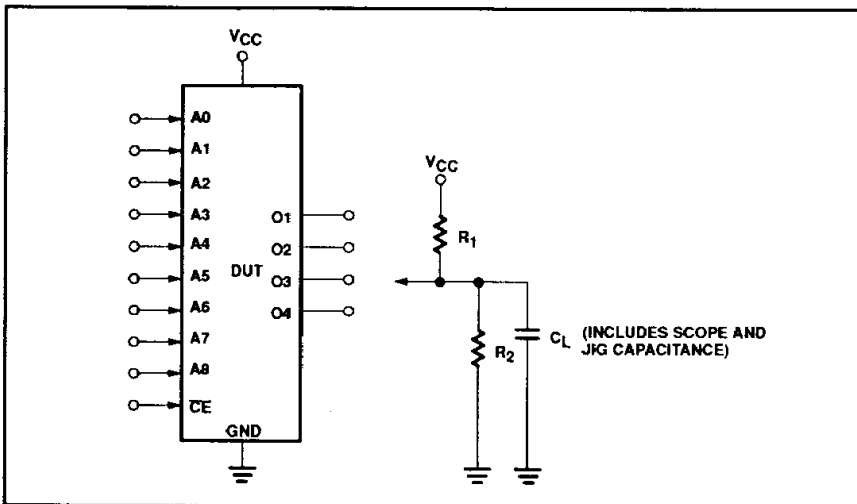 VCC
A0
A1
A2
A3
A4
A5
A6
A7
A8
CE
DUT
O1
O2
O3
O4
GND
VCC
R1
R2
CL (INCLUDES SCOPE AND
JIG CAPACITANCE)